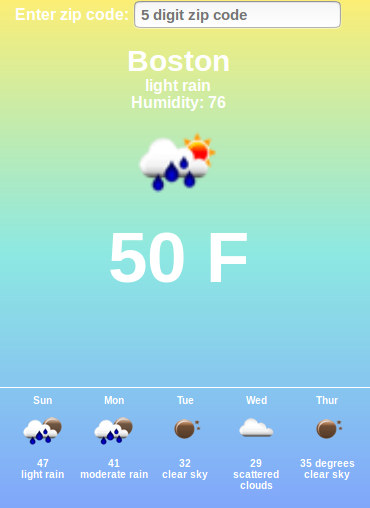 Enter zip code: 5 digit zip code
Boston
light rain
Humidity: 76
50 F
Sun Mon Tue Wed Thur
47 41 32 29 35 degrees
light rain moderate rain clear sky scattered clear sky
clouds